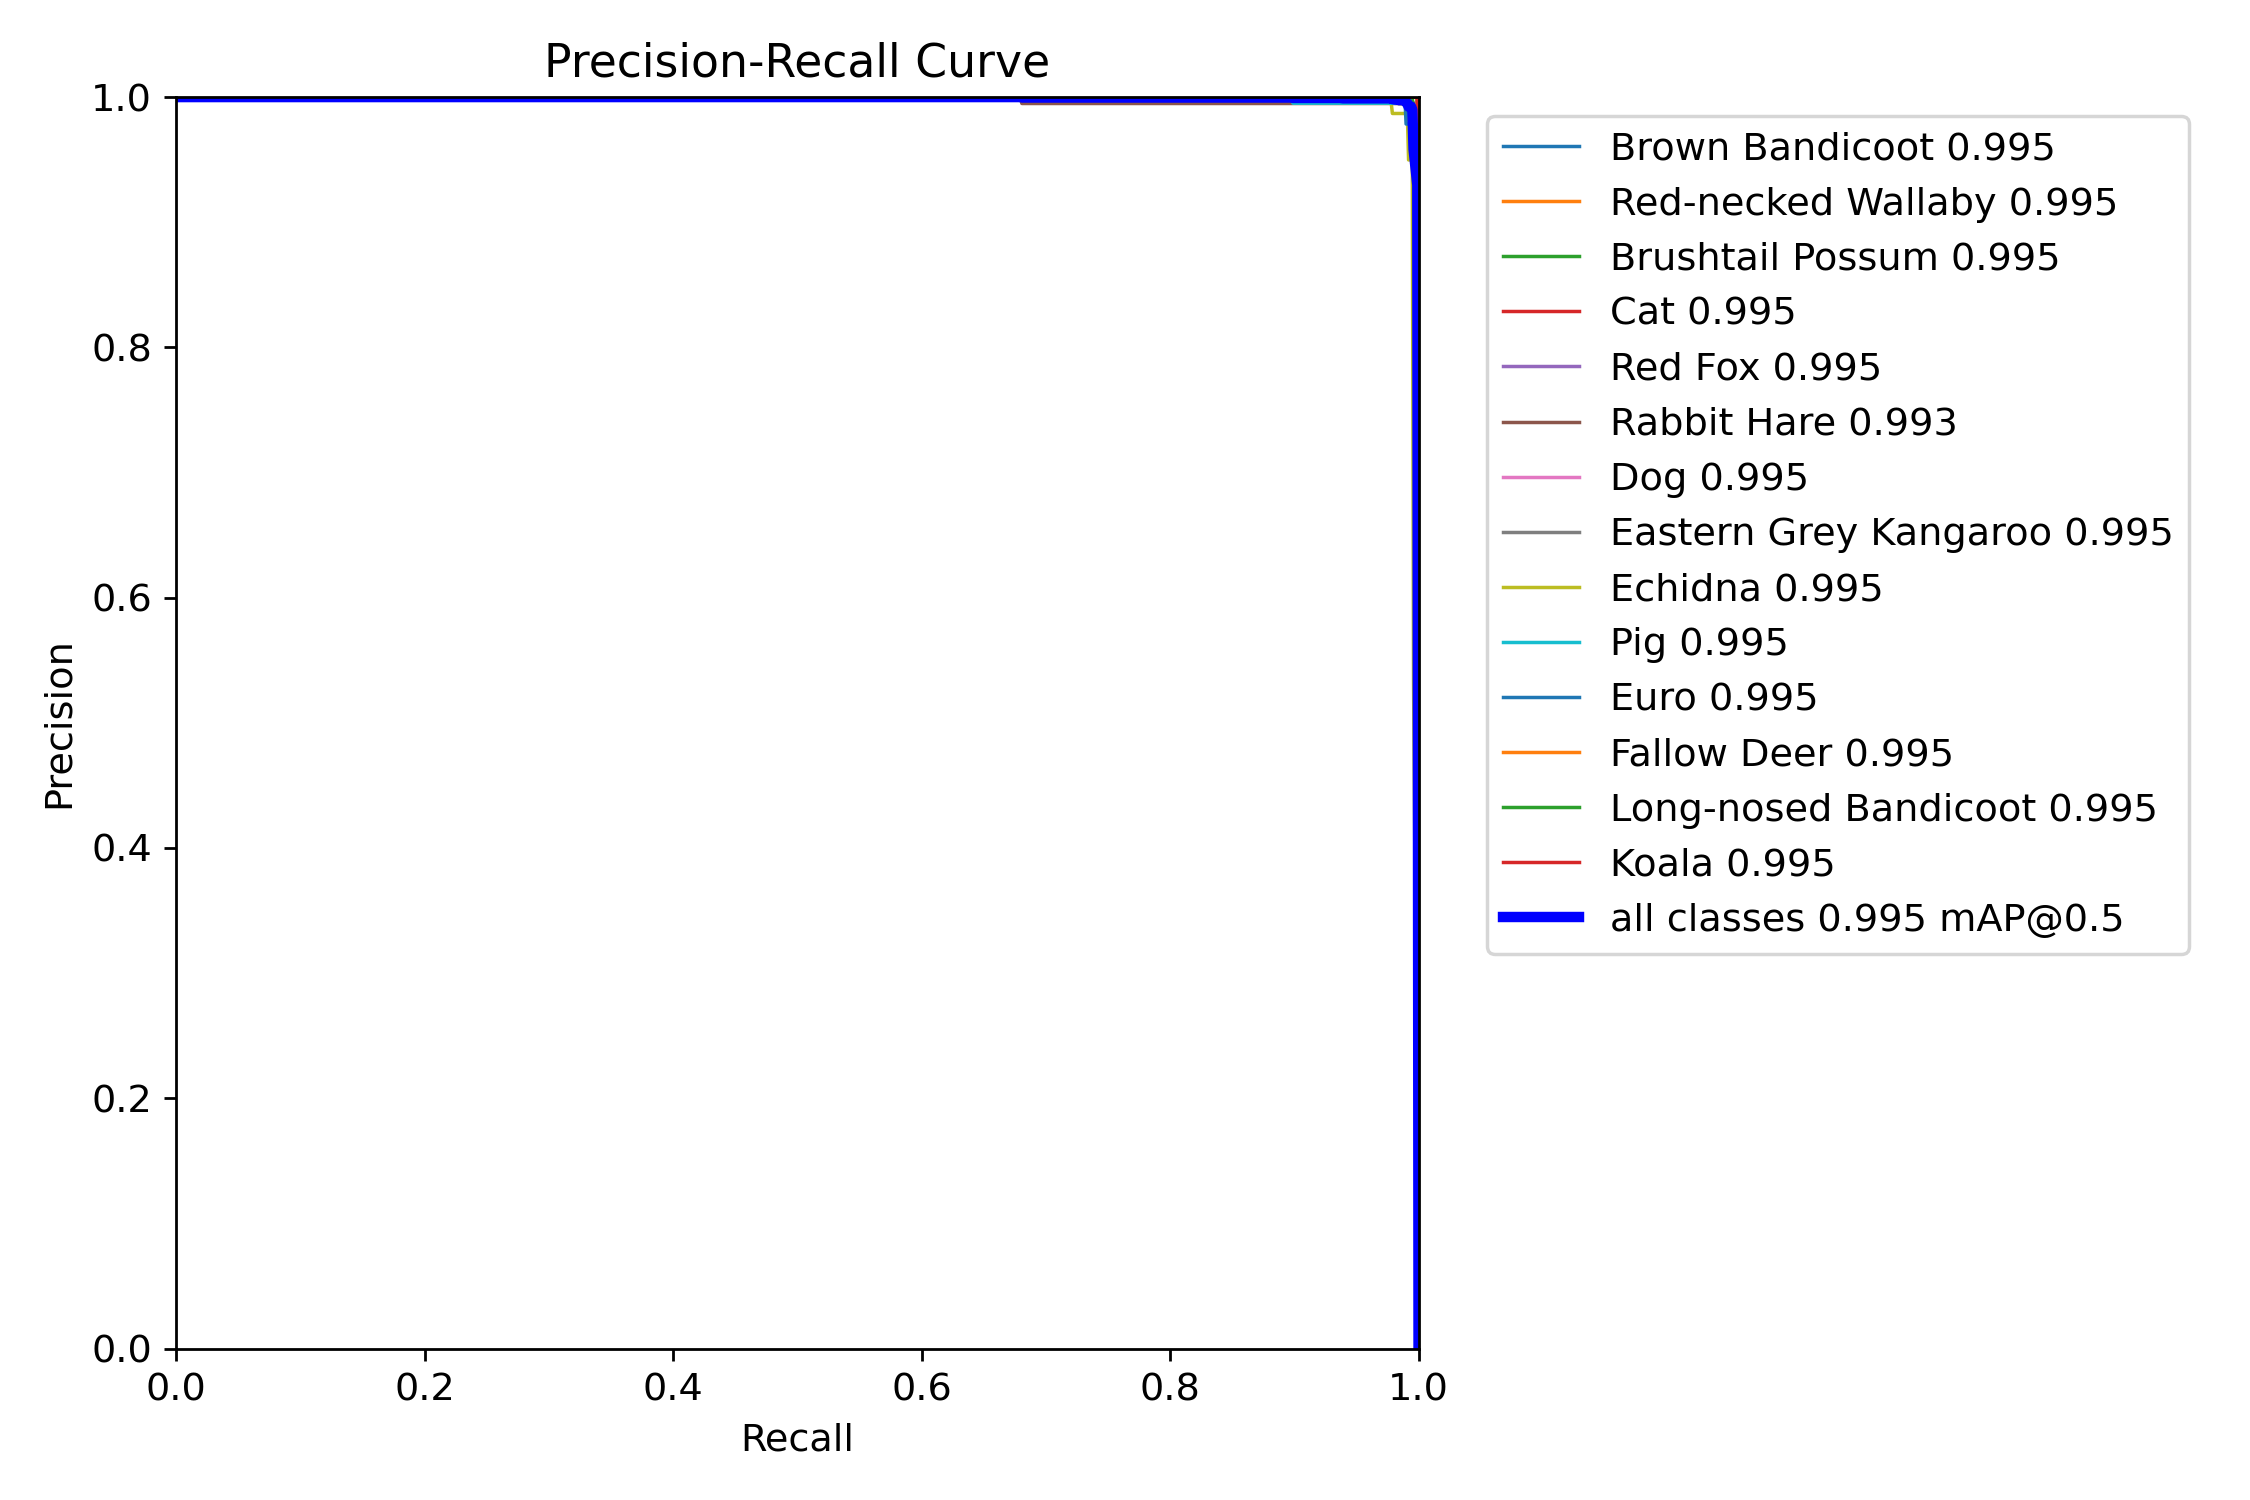 Precision-Recall Curve
1.0
0.8
0.6
0.4
0.2
0.0
Precision
0.0 0.2 0.4 0.6 0.8 1.0
Recall
Brown Bandicoot 0.995
Red-necked Wallaby 0.995
Brushtail Possum 0.995
Cat 0.995
Red Fox 0.995
Rabbit Hare 0.993
Dog 0.995
Eastern Grey Kangaroo 0.995
Echidna 0.995
Pig 0.995
Euro 0.995
Fallow Deer 0.995
Long-nosed Bandicoot 0.995
Koala 0.995
all classes 0.995 mAP@0.5